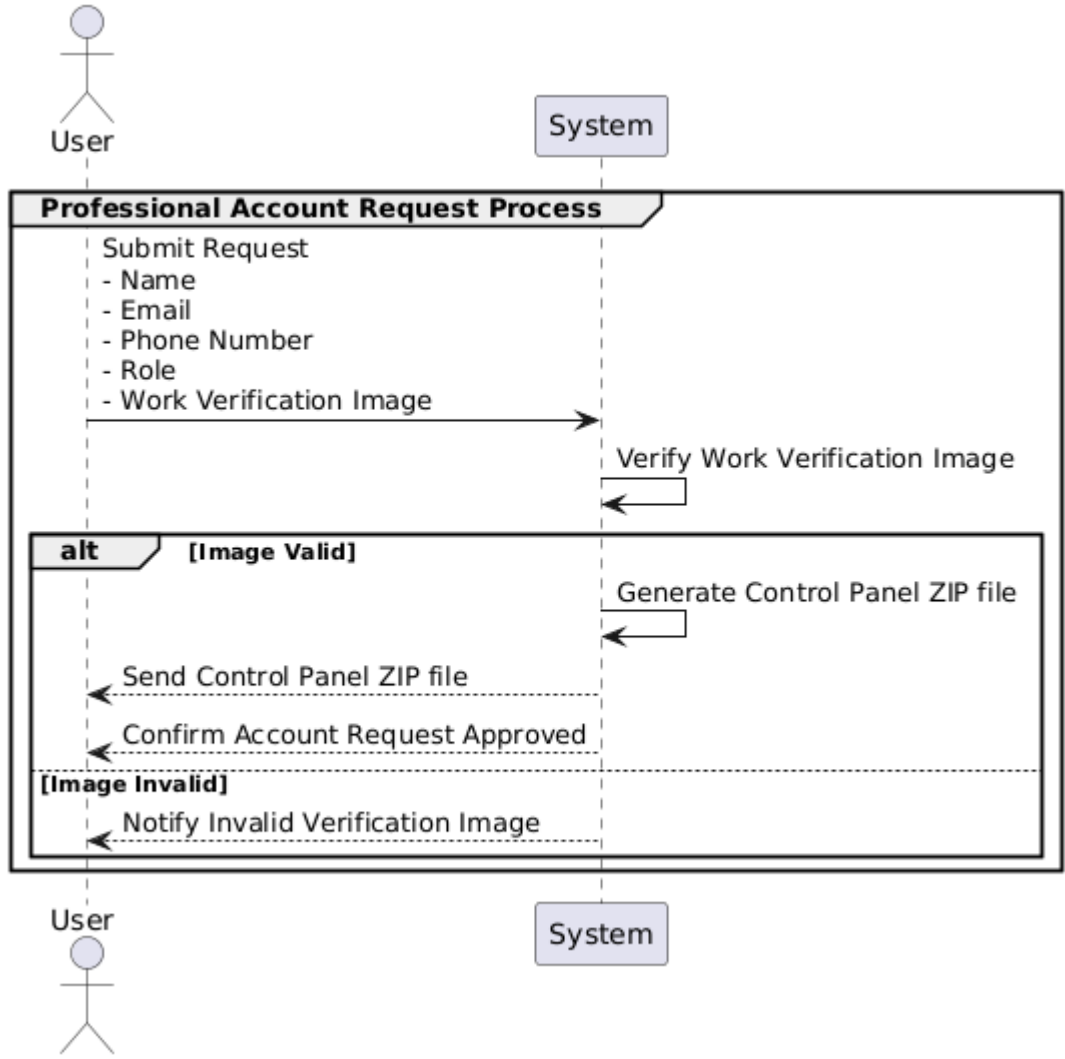 User
System
Professional Account Request Process
Submit Request
- Name
- Email
- Phone Number
- Role
- Work Verification Image
Verify Work Verification Image
alt
[Image Valid]
Generate Control Panel ZIP file
Send Control Panel ZIP file
Confirm Account Request Approved
[Image Invalid]
Notify Invalid Verification Image
User
System